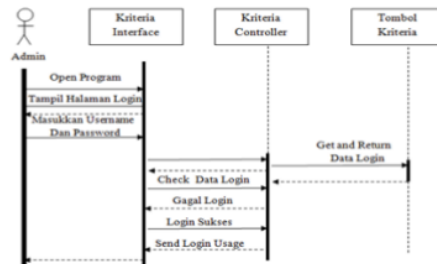 Kriteria
Interface
Kriteria
Controller
Tombol
Kriteria
Admin
Open Program
Tampil Halaman Login
Masukkan Username
Dan Password
Get and Return
Data Login
Check Data Login
Gagal Login
Login Sukses
Send Login Usage